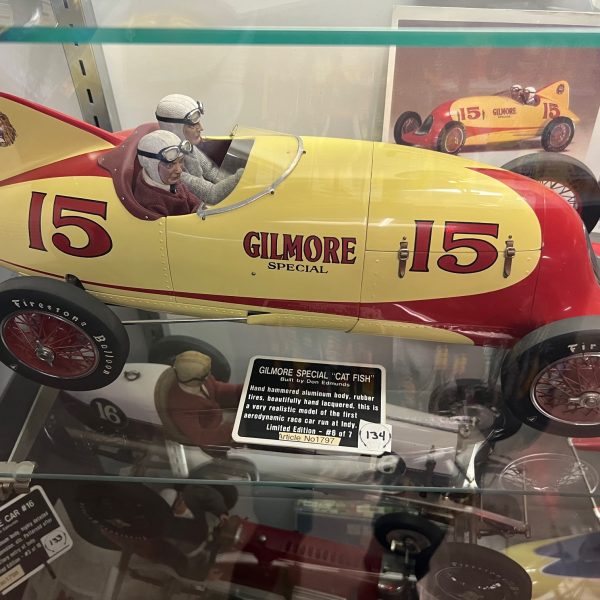 15
GILMORE
15
15
GILMORE
SPECIAL
15
Firestone Balloon
FIR
GILMORE SPECIAL "CAT FISH"
Built by Don Edmunds
Hand hammered aluminum body, rubber
tires, beautifully hand lacquered, this is
a very realistic model of the first
aerodynamic race car run at Indy.
Limited Edition - #6 of 7
Article No1797
134
16
CAR #16
133